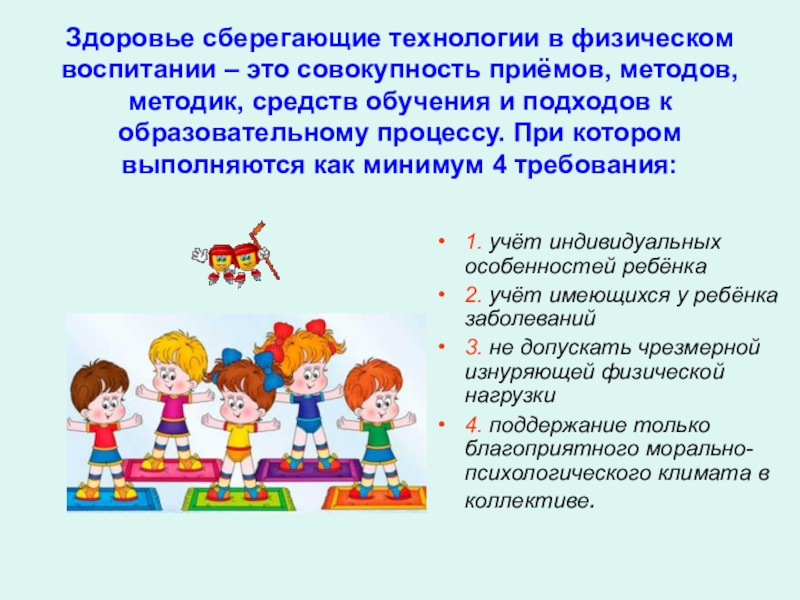 Здоровье сберегающие технологии в физическом
воспитании – это совокупность приёмов, методов,
методик, средств обучения и подходов к
образовательному процессу. При котором
выполняются как минимум 4 требования:
• 1. учёт индивидуальных
особенностей ребёнка
• 2. учёт имеющихся у ребёнка
заболеваний
• 3. не допускать чрезмерной
изнуряющей физической
нагрузки
• 4. поддержание только
благоприятного морально-
психологического климата в
коллективе.